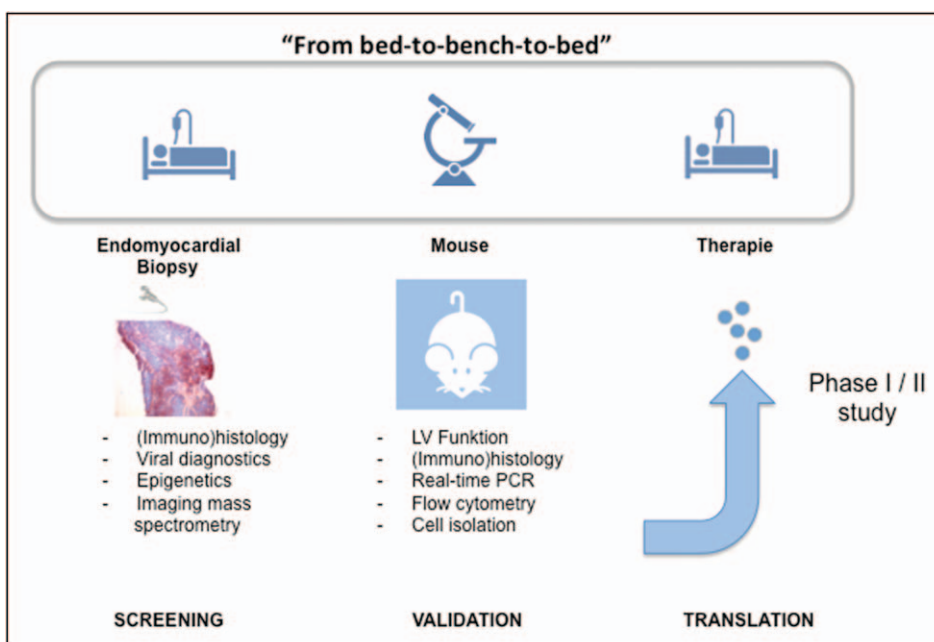 “From bed-to-bench-to-bed”
Endomyocardial
Biopsy
Mouse
Therapie
- (Immuno)histology
- Viral diagnostics
- Epigenetics
- Imaging mass
spectrometry
- LV Funktion
- (Immuno)histology
- Real-time PCR
- Flow cytometry
- Cell isolation
Phase I / II
study
SCREENING
VALIDATION
TRANSLATION